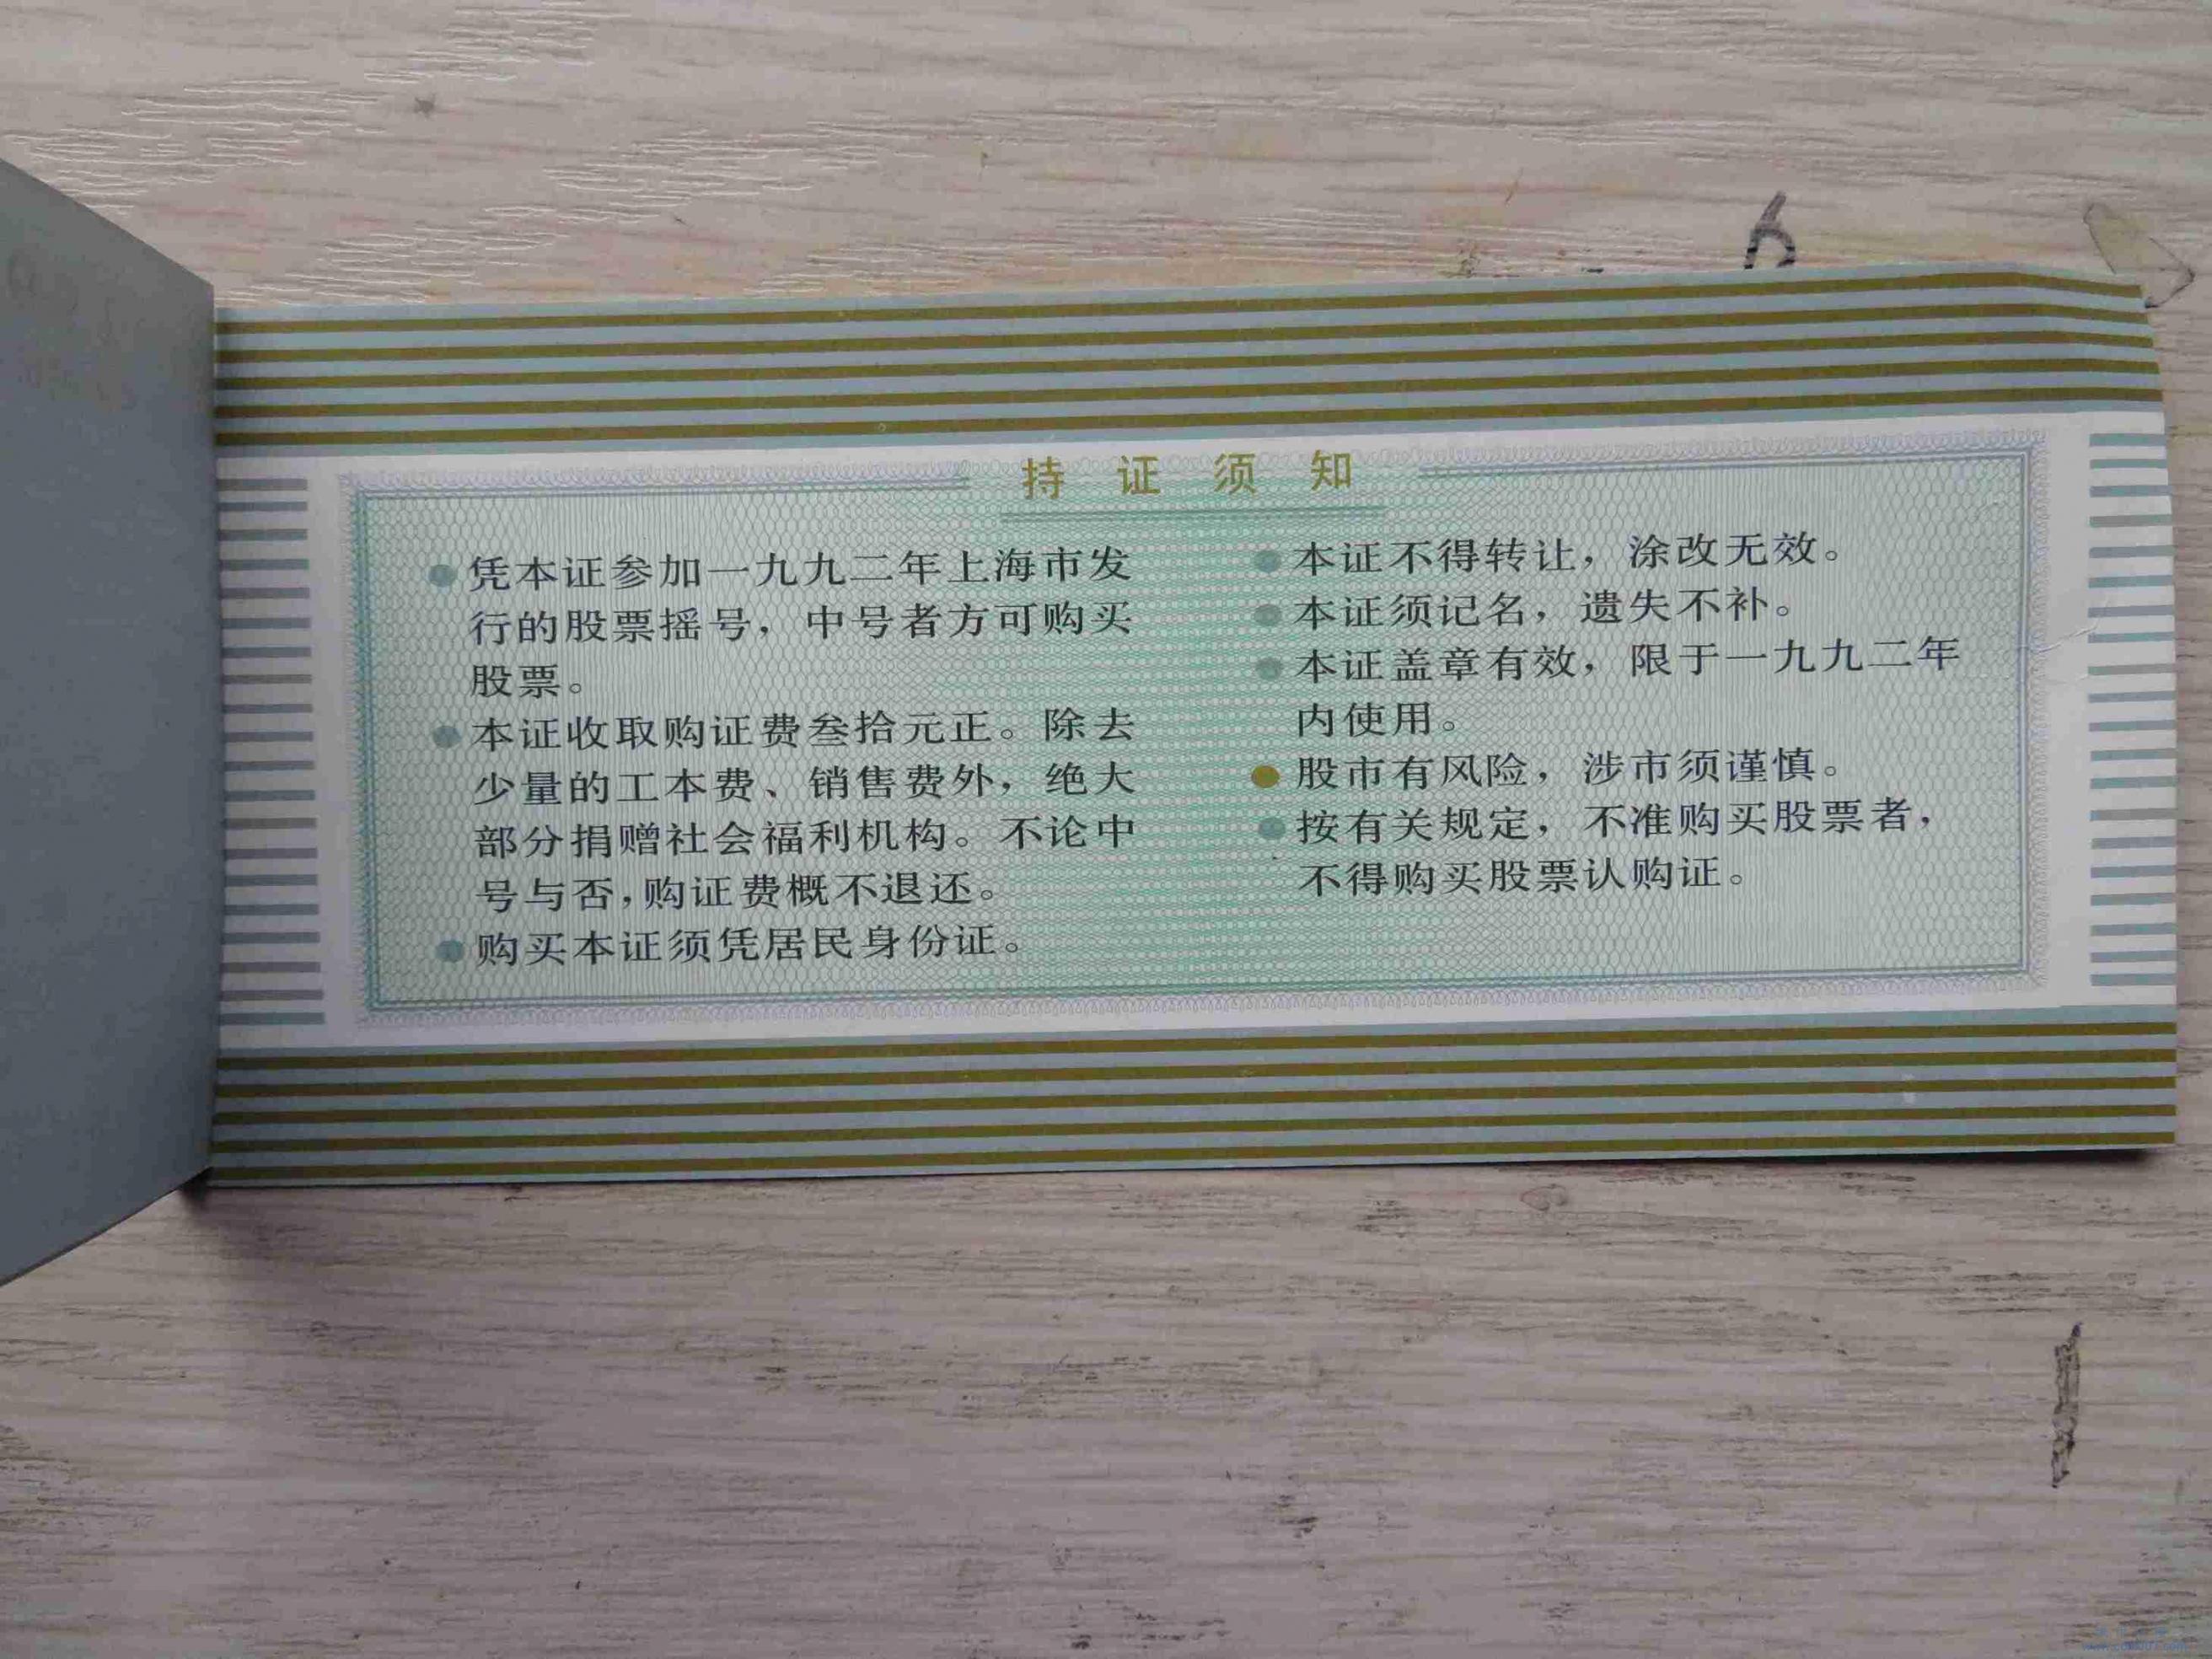 持证须知
●凭本证参加一九九二年上海市发
行的股票摇号，中号者方可购买
股票。
●本证收取购证费叁拾元正。除去
少量的工本费、销售费外，绝大
部分捐赠社会福利机构。不论中
号与否，购证费概不退还。
●购买本证须凭居民身份证。
●本证不得转让，涂改无效。
●本证须记名，遗失不补。
●本证盖章有效，限于一九九二年
内使用。
●股市有风险，涉市须谨慎。
●按有关规定，不准购买股票者，
不得购买股票认购证。